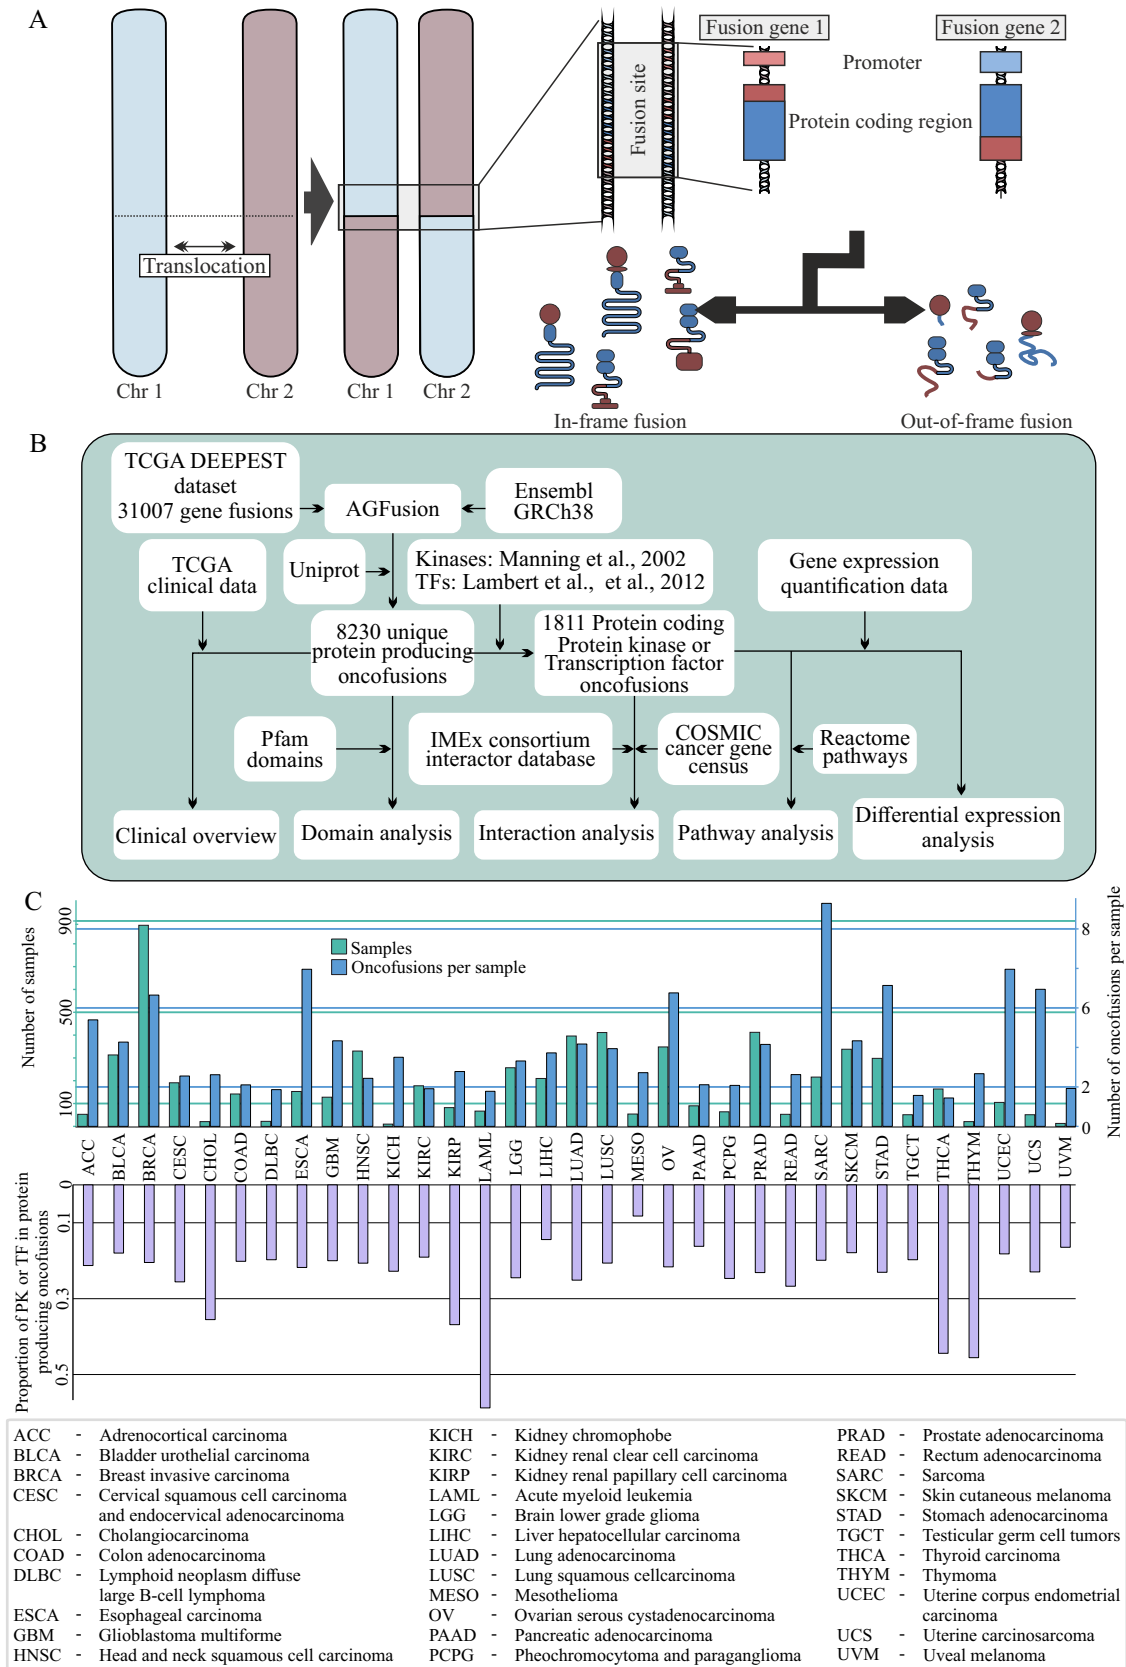 A
Chr 1
Chr 2
Translocation
Chr 1
Chr 2
Fusion site
Fusion gene 1
Fusion gene 2
Promoter
Protein coding region
In-frame fusion
Out-of-frame fusion
B
TCGA DEEPEST
dataset
31007 gene fusions
AGFusion
Ensembl
GRCh38
TCGA
clinical data
Uniprot
Kinases: Manning et al., 2002
TFs: Lambert et al., et al., 2012
Gene expression
quantification data
8230 unique
protein producing
oncofusions
1811 Protein coding
Protein kinase or
Transcription factor
oncofusions
Pfam
domains
IMEx consortium
interactor database
COSMIC
cancer gene
census
Reactome
pathways
Clinical overview
Domain analysis
Interaction analysis
Pathway analysis
Differential expression
analysis
C
Number of samples
900
500
100
Samples
Oncofusions per sample
Number of oncofusions per sample
8
6
4
2
0
ACC
BLCA
BRCA
CESC
CHOL
COAD
DLBC
ESCA
GBM
HNSC
KICH
KIRC
KIRP
LAML
LGG
LIHC
LUAD
LUSC
MESO
OV
PAAD
PCPG
PRAD
READ
SARC
SKCM
STAD
TGCT
THCA
THYM
UCEC
UCS
UVM
Proportion of PK or TF in protein
producing oncofusions
0
0.1
0.3
0.5
ACC - Adrenocortical carcinoma
BLCA - Bladder urothelial carcinoma
BRCA - Breast invasive carcinoma
CESC - Cervical squamous cell carcinoma
and endocervical adenocarcinoma
CHOL - Cholangiocarcinoma
COAD - Colon adenocarcinoma
DLBC - Lymphoid neoplasm diffuse
large B-cell lymphoma
ESCA - Esophageal carcinoma
GBM - Glioblastoma multiforme
HNSC - Head and neck squamous cell carcinoma
KICH - Kidney chromophobe
KIRC - Kidney renal clear cell carcinoma
KIRP - Kidney renal papillary cell carcinoma
LAML - Acute myeloid leukemia
LGG - Brain lower grade glioma
LIHC - Liver hepatocellular carcinoma
LUAD - Lung adenocarcinoma
LUSC - Lung squamous cellcarcinoma
MESO - Mesothelioma
OV - Ovarian serous cystadenocarcinoma
PAAD - Pancreatic adenocarcinoma
PCPG - Pheochromocytoma and paraganglioma
PRAD - Prostate adenocarcinoma
READ - Rectum adenocarcinoma
SARC - Sarcoma
SKCM - Skin cutaneous melanoma
STAD - Stomach adenocarcinoma
TGCT - Testicular germ cell tumors
THCA - Thyroid carcinoma
THYM - Thymoma
UCEC - Uterine corpus endometrial
carcinoma
UCS - Uterine carcinosarcoma
UVM - Uveal melanoma